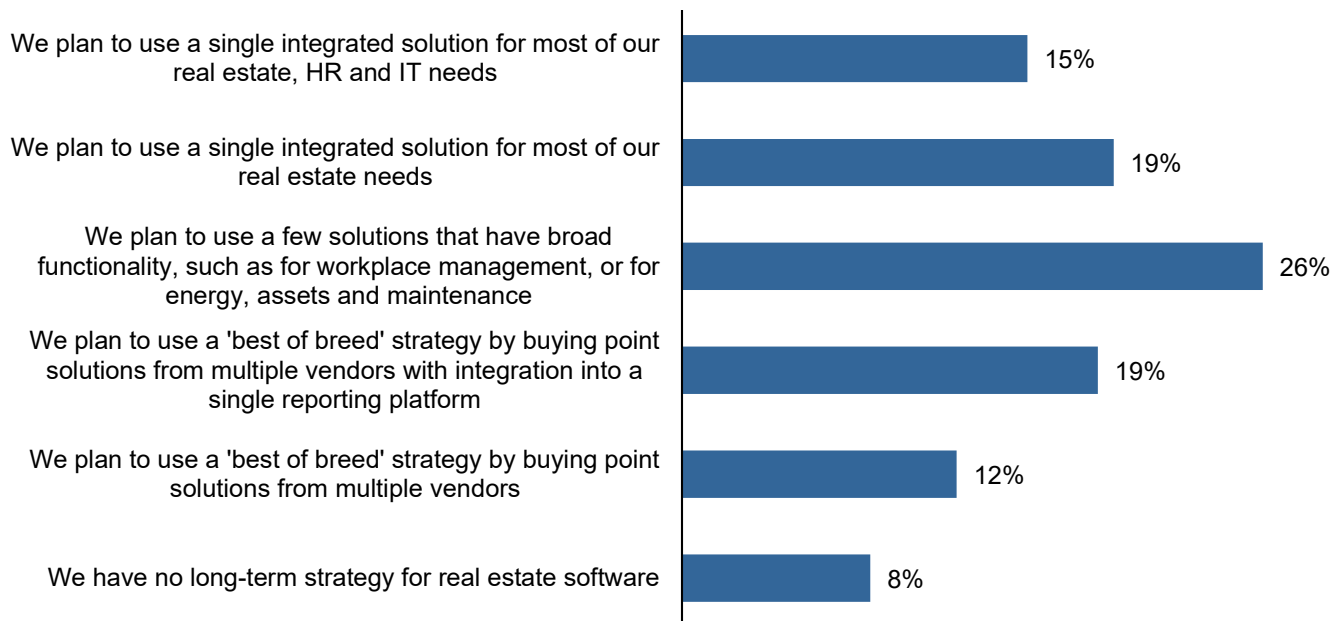 We plan to use a single integrated solution for most of our
real estate, HR and IT needs
15%
We plan to use a single integrated solution for most of our
real estate needs
19%
We plan to use a few solutions that have broad
functionality, such as for workplace management, or for
energy, assets and maintenance
26%
We plan to use a 'best of breed' strategy by buying point
solutions from multiple vendors with integration into a
single reporting platform
19%
We plan to use a 'best of breed' strategy by buying point
solutions from multiple vendors
12%
We have no long-term strategy for real estate software
8%